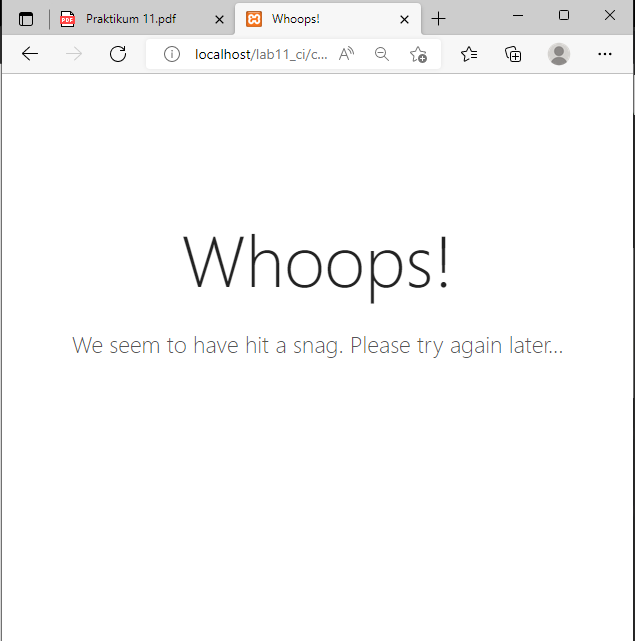 Praktikum 11.pdf
Whoops!
localhost/lab11_ci/c...
Whoops!
We seem to have hit a snag. Please try again later...